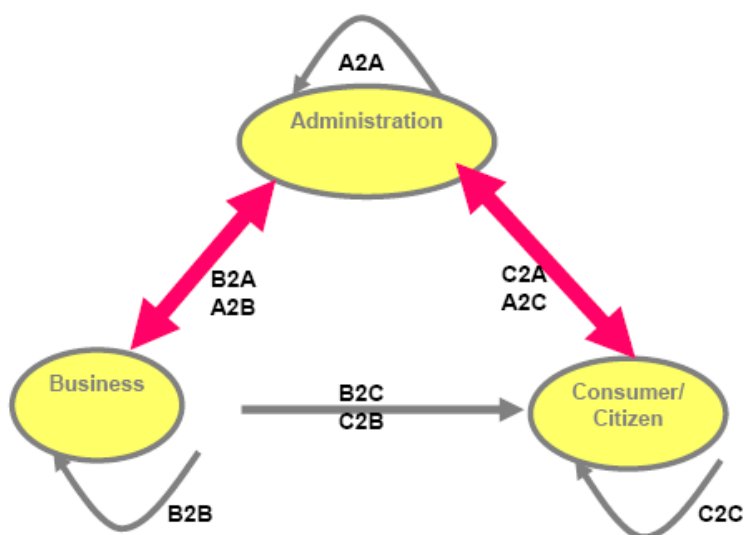 A2A
Administration
B2A
A2B
C2A
A2C
Business
B2C
C2B
Consumer/
Citizen
B2B
C2C